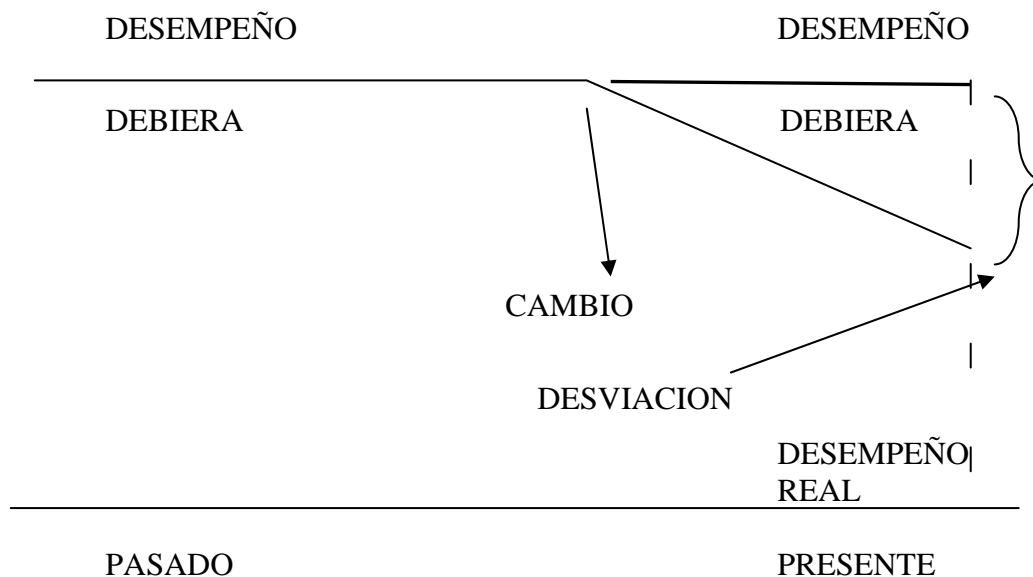 DESEMPEÑO DESEMPEÑO
DEBIERA DEBIERA
CAMBIO
DESVIACION
DESEMPEÑO
REAL
PASADO PRESENTE